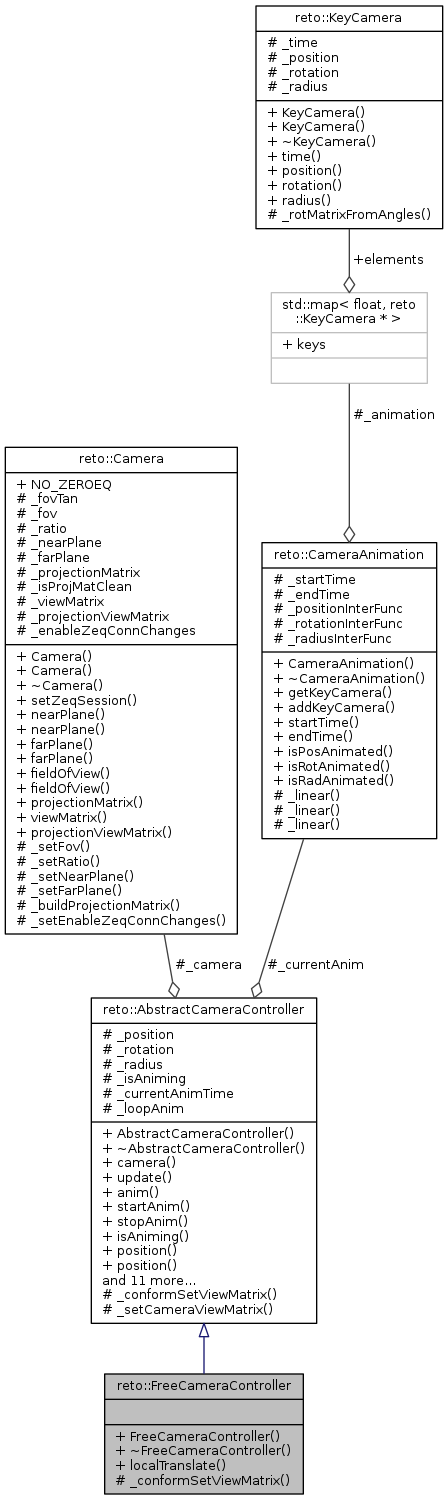 reto::KeyCamera
# _time
# _position
# _rotation
# _radius
+ KeyCamera()
+ KeyCamera()
+ ~KeyCamera()
+ time()
+ position()
+ rotation()
+ radius()
# _rotMatrixFromAngles()
+elements
std::map< float, reto
::KeyCamera * >
+ keys
#_animation
reto::Camera
+ NO_ZEROEQ
# _fovTan
# _fov
# _ratio
# _nearPlane
# _farPlane
# _projectionMatrix
# _isProjMatClean
# _viewMatrix
# _projectionViewMatrix
# _enableZeqConnChanges
+ Camera()
+ Camera()
+ ~Camera()
+ setZeqSession()
+ nearPlane()
+ nearPlane()
+ farPlane()
+ farPlane()
+ fieldOfView()
+ fieldOfView()
+ projectionMatrix()
+ viewMatrix()
+ projectionViewMatrix()
# _setFov()
# _setRatio()
# _setNearPlane()
# _setFarPlane()
# _buildProjectionMatrix()
# _setEnableZeqConnChanges()
reto::CameraAnimation
# _startTime
# _endTime
# _positionInterFunc
# _rotationInterFunc
# _radiusInterFunc
+ CameraAnimation()
+ ~CameraAnimation()
+ getKeyCamera()
+ addKeyCamera()
+ startTime()
+ endTime()
+ isPosAnimated()
+ isRotAnimated()
+ isRadAnimated()
# _linear()
# _linear()
# _linear()
#_camera
#_currentAnim
reto::AbstractCameraController
# _position
# _rotation
# _radius
# _isAniming
# _currentAnimTime
# _loopAnim
+ AbstractCameraController()
+ ~AbstractCameraController()
+ camera()
+ update()
+ anim()
+ startAnim()
+ stopAnim()
+ isAniming()
+ position()
+ position()
and 11 more...
# _conformSetViewMatrix()
# _setCameraViewMatrix()
reto::FreeCameraController
+ FreeCameraController()
+ ~FreeCameraController()
+ localTranslate()
# _conformSetViewMatrix()